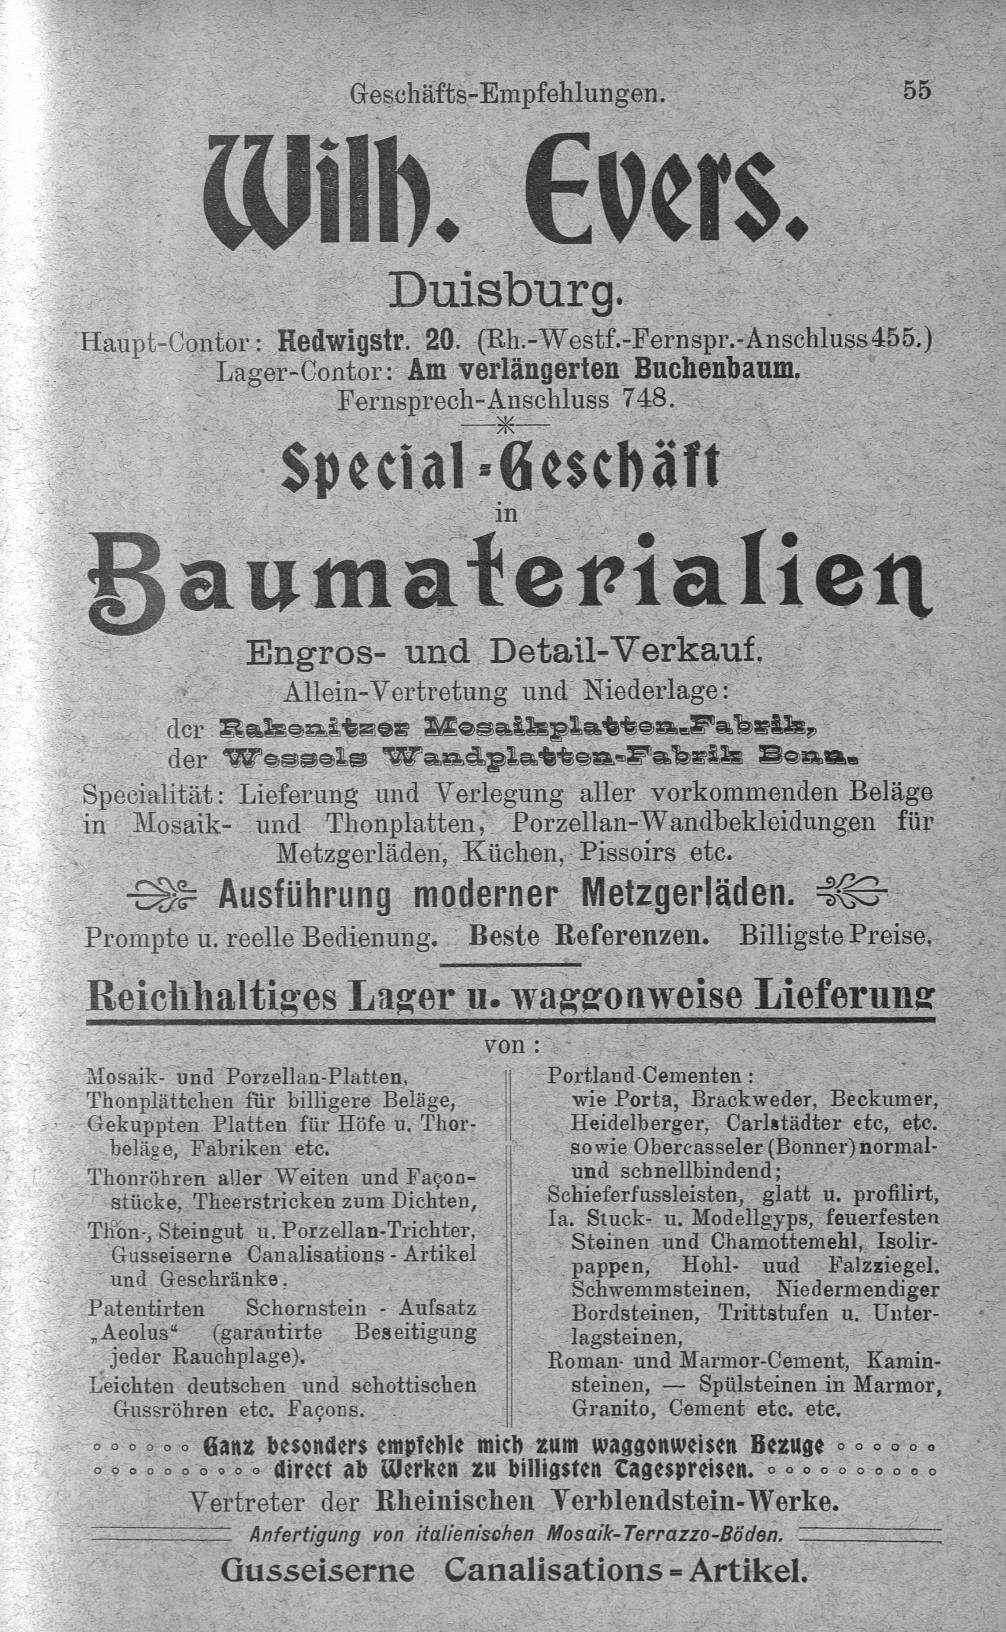 Geschäfts-Empfehlungen. 55
Wilh. Evers.
Duisburg.
Haupt-Contor: Hedwigstr. 20. (Rh.-Westf.-Fernspr.-Anschluss 455.)
Lager-Contor: Am verlängerten Buchenbaum.
Fernsprech-Anschluss 748.
Special-Geschäft
in
Baumaterialien
Engros- und Detail-Verkauf.
Allein-Vertretung und Niederlage:
der Rakonitzer Mosaikplatten-Fabrik,
der Wessels Wandplatten-Fabrik Bonn.
Specialität: Lieferung und Verlegung aller vorkommenden Beläge
in Mosaik- und Thonplatten, Porzellan-Wandbekleidungen für
Metzgerläden, Küchen, Pissoirs etc.
Ausführung moderner Metzgerläden.
Prompte u. reelle Bedienung. Beste Referenzen. Billigste Preise.
Reichhaltiges Lager u. waggonweise Lieferung
von:
Mosaik- und Porzellan-Platten,
Thonplättchen für billigere Beläge,
Gekuppten Platten für Höfe u. Thor-
beläge, Fabriken etc.
Thonröhren aller Weiten und Façon-
stücke, Theerstricken zum Dichten,
Thon-, Steingut u. Porzellan-Trichter,
Gusseiserne Canalisations-Artikel
und Geschränke.
Patentirten Schornstein-Aufsatz
„Aeolus“ (garantirte Beseitigung
jeder Rauchplage).
Leichten deutschen und schottischen
Gussröhren etc. Façons.
Portland-Cementen:
wie Porta, Brackweder, Beckumer,
Heidelberger, Carlstädter etc, etc.
sowie Obercasseler (Bonner) normal-
und schnellbindend;
Schieferfussleisten, glatt u. profilirt,
Ia. Stuck- u. Modellgyps, feuerfesten
Steinen und Chamottemehl, Isolir-
pappen, Hohl- uud Falzziegel.
Schwemmsteinen, Niedermendiger
Bordsteinen, Trittstufen u. Unter-
lagsteinen,
Roman- und Marmor-Cement, Kamin-
steinen, — Spülsteinen in Marmor,
Granito, Cement etc. etc.
Ganz besonders empfehle mich zum waggonweisen Bezuge
direct ab Werken zu billigsten Tagespreisen.
Vertreter der Rheinischen Verblendstein-Werke.
Anfertigung von italienischen Mosaik-Terrazzo-Böden.
Gusseiserne Canalisations-Artikel.